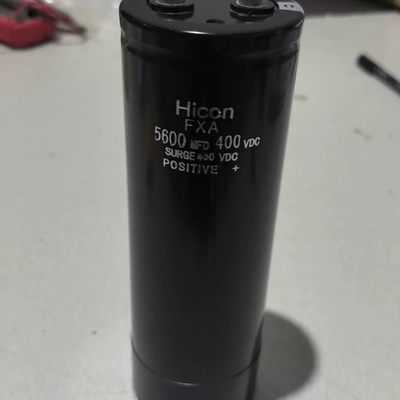 Hicon
FXA
5600 MFD 400 VDC
SURGE 450 VDC
POSITIVE +